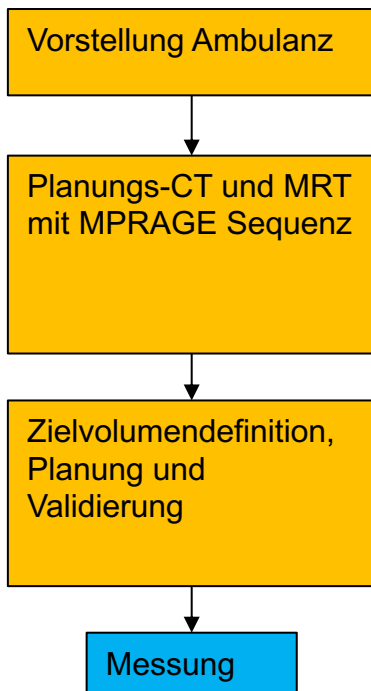 Vorstellung Ambulanz
Planungs-CT und MRT
mit MPRAGE Sequenz
Zielvolumendefinition,
Planung und
Validierung
Messung